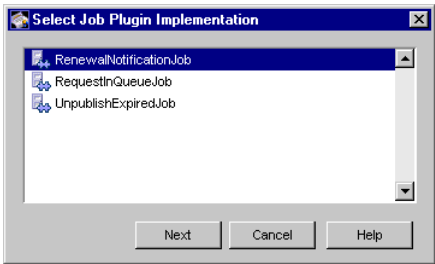 Select Job Plugin Implementation
RenewalNotificationJob
RequestInQueueJob
UnpublishExpiredJob
Next Cancel Help